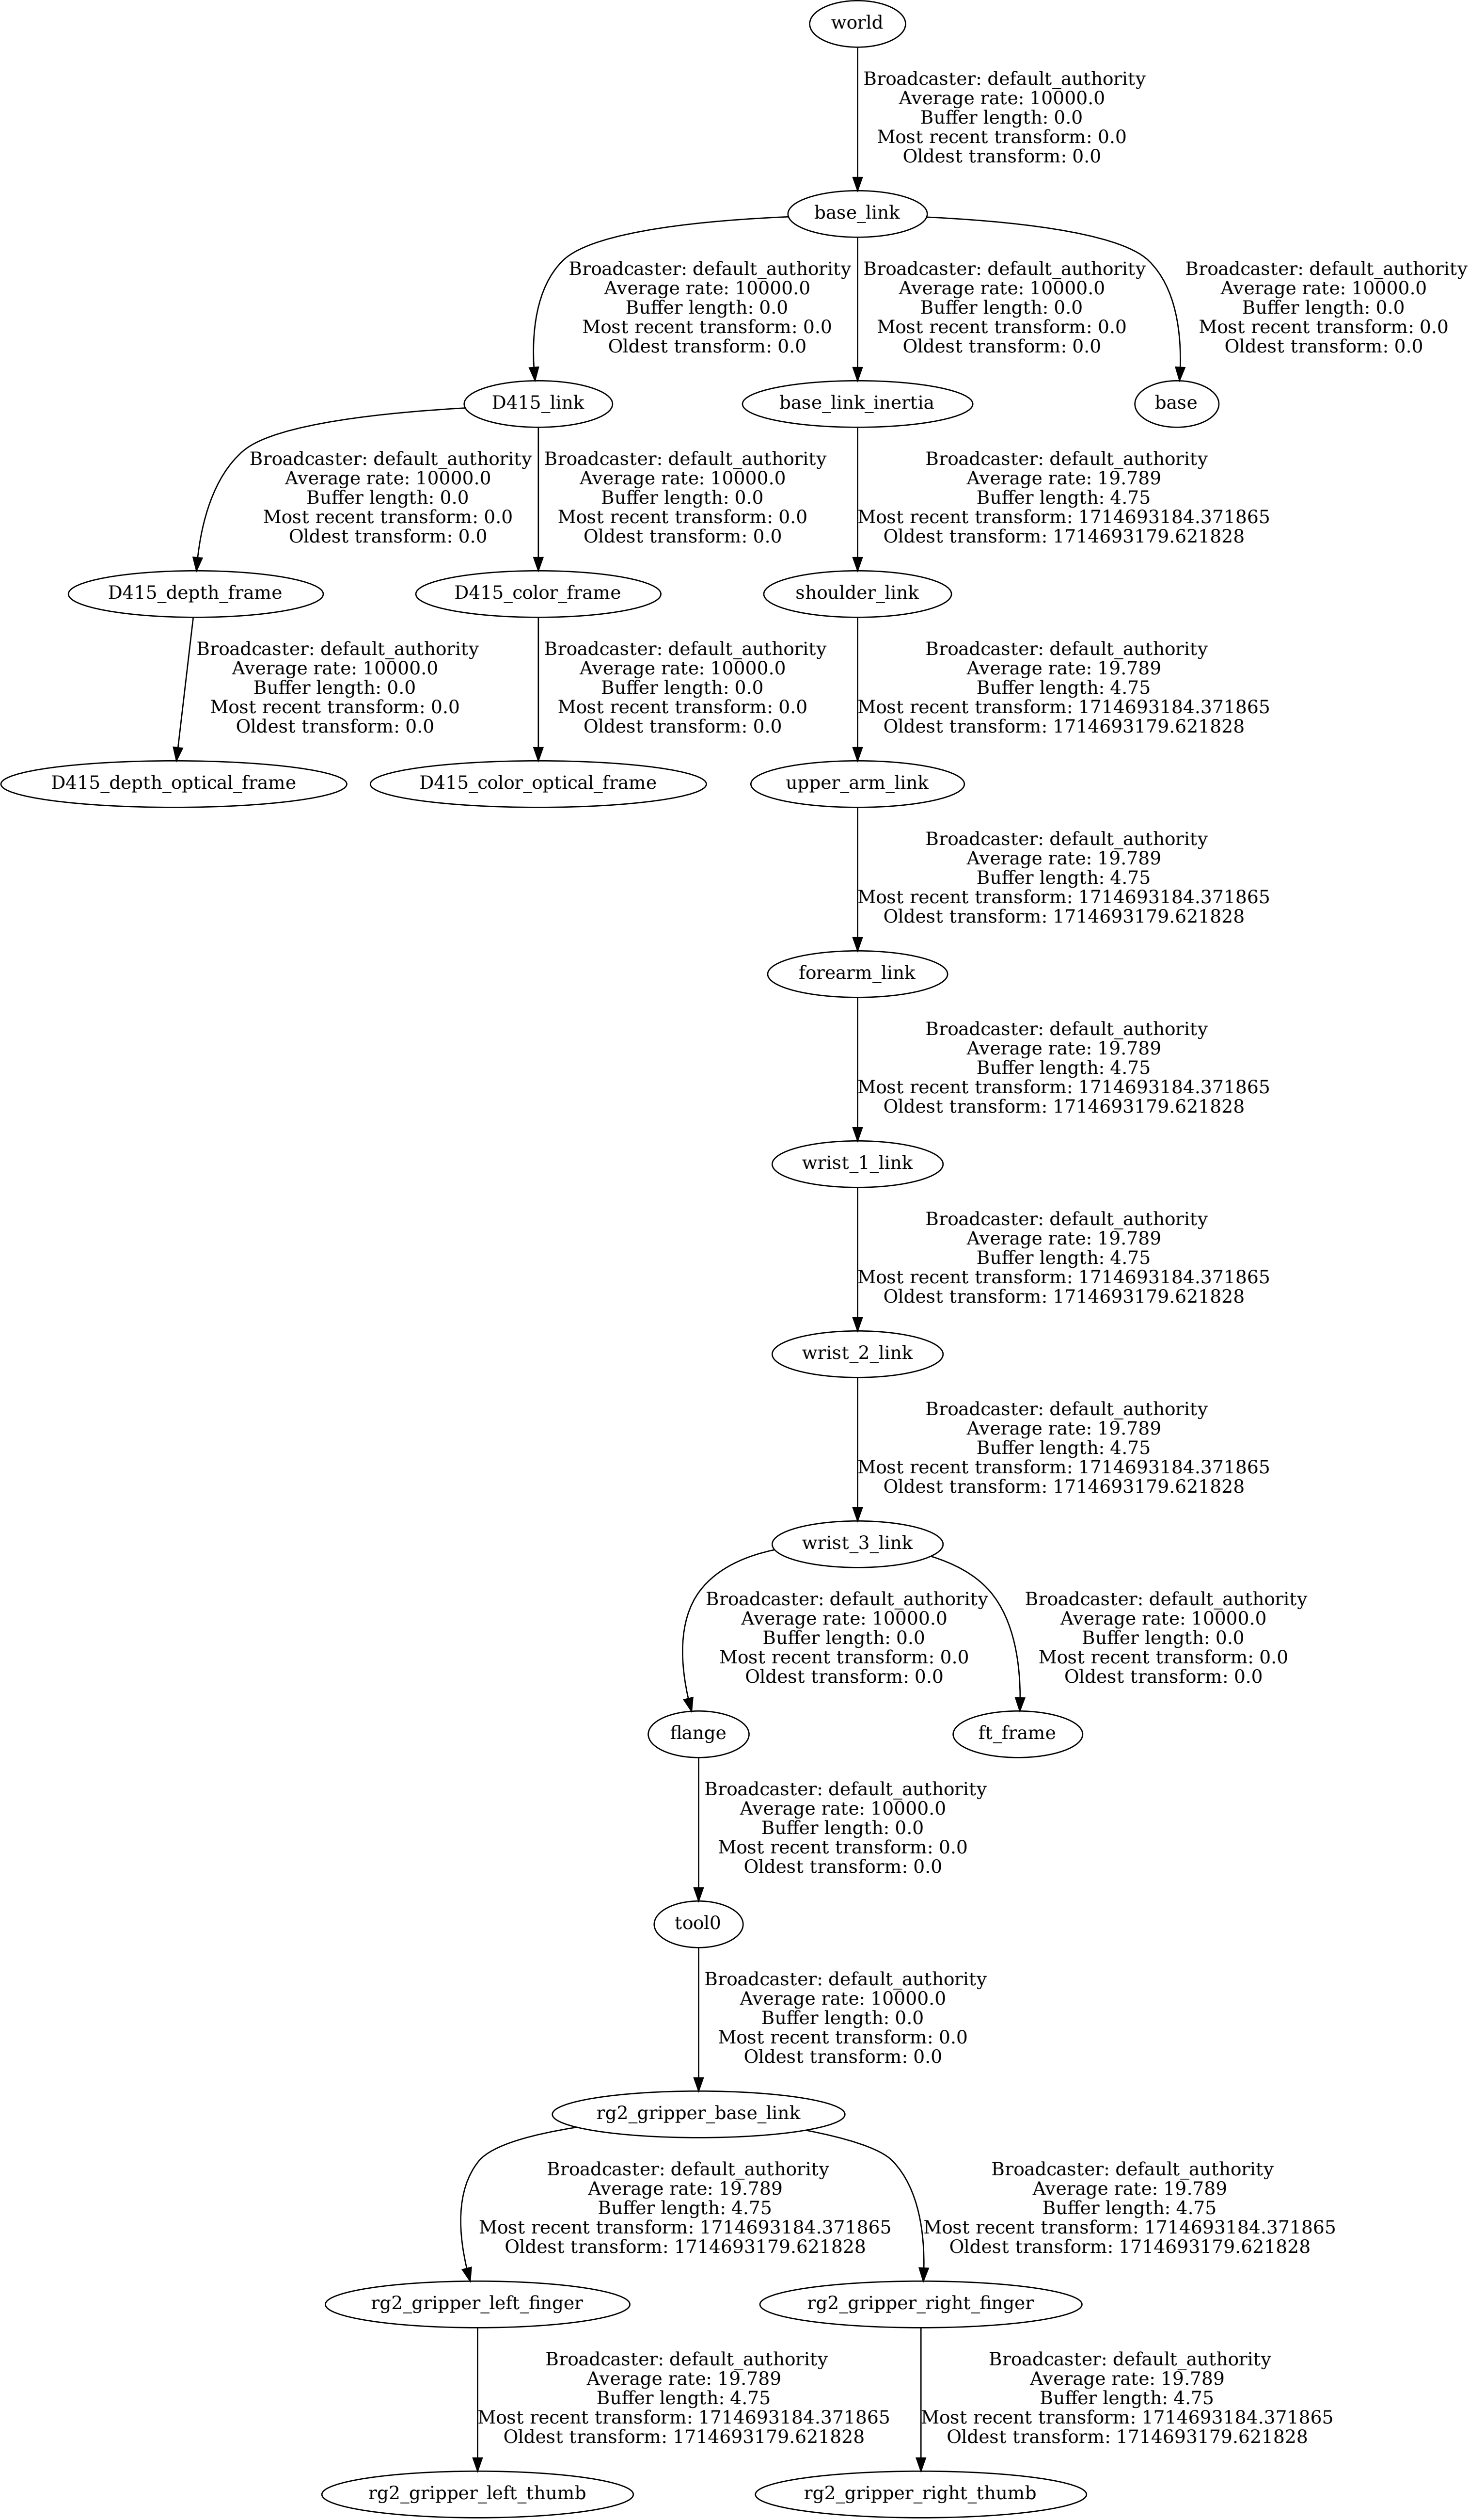 world
Broadcaster: default_authority
Average rate: 10000.0
Buffer length: 0.0
Most recent transform: 0.0
Oldest transform: 0.0
base_link
Broadcaster: default_authority
Average rate: 10000.0
Buffer length: 0.0
Most recent transform: 0.0
Oldest transform: 0.0
Broadcaster: default_authority
Average rate: 10000.0
Buffer length: 0.0
Most recent transform: 0.0
Oldest transform: 0.0
Broadcaster: default_authority
Average rate: 10000.0
Buffer length: 0.0
Most recent transform: 0.0
Oldest transform: 0.0
D415_link
base_link_inertia
base
Broadcaster: default_authority
Average rate: 10000.0
Buffer length: 0.0
Most recent transform: 0.0
Oldest transform: 0.0
Broadcaster: default_authority
Average rate: 10000.0
Buffer length: 0.0
Most recent transform: 0.0
Oldest transform: 0.0
Broadcaster: default_authority
Average rate: 19.789
Buffer length: 4.75
Most recent transform: 1714693184.371865
Oldest transform: 1714693179.621828
D415_depth_frame
D415_color_frame
shoulder_link
Broadcaster: default_authority
Average rate: 10000.0
Buffer length: 0.0
Most recent transform: 0.0
Oldest transform: 0.0
Broadcaster: default_authority
Average rate: 10000.0
Buffer length: 0.0
Most recent transform: 0.0
Oldest transform: 0.0
Broadcaster: default_authority
Average rate: 19.789
Buffer length: 4.75
Most recent transform: 1714693184.371865
Oldest transform: 1714693179.621828
D415_depth_optical_frame
D415_color_optical_frame
upper_arm_link
Broadcaster: default_authority
Average rate: 19.789
Buffer length: 4.75
Most recent transform: 1714693184.371865
Oldest transform: 1714693179.621828
forearm_link
Broadcaster: default_authority
Average rate: 19.789
Buffer length: 4.75
Most recent transform: 1714693184.371865
Oldest transform: 1714693179.621828
wrist_1_link
Broadcaster: default_authority
Average rate: 19.789
Buffer length: 4.75
Most recent transform: 1714693184.371865
Oldest transform: 1714693179.621828
wrist_2_link
Broadcaster: default_authority
Average rate: 19.789
Buffer length: 4.75
Most recent transform: 1714693184.371865
Oldest transform: 1714693179.621828
wrist_3_link
Broadcaster: default_authority
Average rate: 10000.0
Buffer length: 0.0
Most recent transform: 0.0
Oldest transform: 0.0
Broadcaster: default_authority
Average rate: 10000.0
Buffer length: 0.0
Most recent transform: 0.0
Oldest transform: 0.0
flange
ft_frame
Broadcaster: default_authority
Average rate: 10000.0
Buffer length: 0.0
Most recent transform: 0.0
Oldest transform: 0.0
tool0
Broadcaster: default_authority
Average rate: 10000.0
Buffer length: 0.0
Most recent transform: 0.0
Oldest transform: 0.0
rg2_gripper_base_link
Broadcaster: default_authority
Average rate: 19.789
Buffer length: 4.75
Most recent transform: 1714693184.371865
Oldest transform: 1714693179.621828
Broadcaster: default_authority
Average rate: 19.789
Buffer length: 4.75
Most recent transform: 1714693184.371865
Oldest transform: 1714693179.621828
rg2_gripper_left_finger
rg2_gripper_right_finger
Broadcaster: default_authority
Average rate: 19.789
Buffer length: 4.75
Most recent transform: 1714693184.371865
Oldest transform: 1714693179.621828
Broadcaster: default_authority
Average rate: 19.789
Buffer length: 4.75
Most recent transform: 1714693184.371865
Oldest transform: 1714693179.621828
rg2_gripper_left_thumb
rg2_gripper_right_thumb